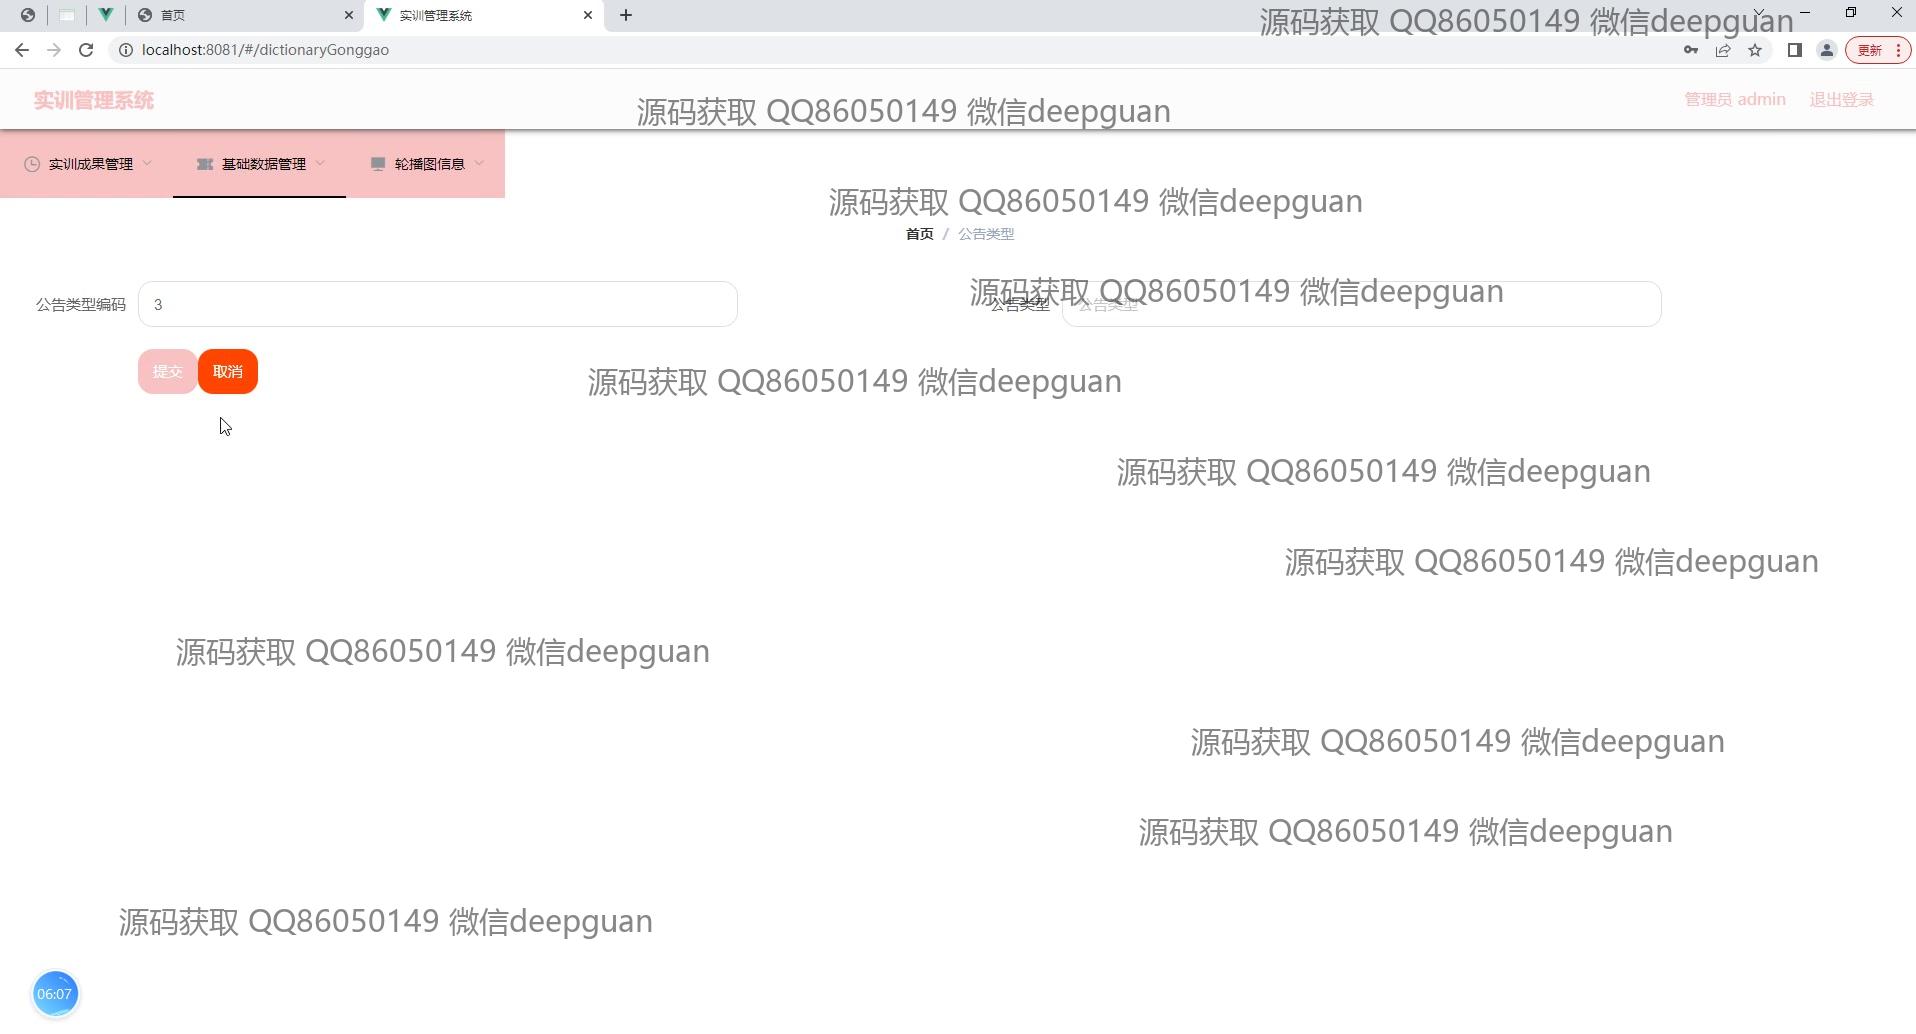 首页
实训管理系统
源码获取 QQ86050149 微信deepguan
localhost:8081/#/dictionaryGonggao
更新
实训管理系统
源码获取 QQ86050149 微信deepguan
管理员 admin
退出登录
实训成果管理
基础数据管理
轮播图信息
源码获取 QQ86050149 微信deepguan
首页 / 公告类型
源码获取 QQ86050149 微信deepguan
公告类型编码
3
公告类型
公告类型
提交
取消
源码获取 QQ86050149 微信deepguan
源码获取 QQ86050149 微信deepguan
源码获取 QQ86050149 微信deepguan
源码获取 QQ86050149 微信deepguan
源码获取 QQ86050149 微信deepguan
源码获取 QQ86050149 微信deepguan
源码获取 QQ86050149 微信deepguan
06:07